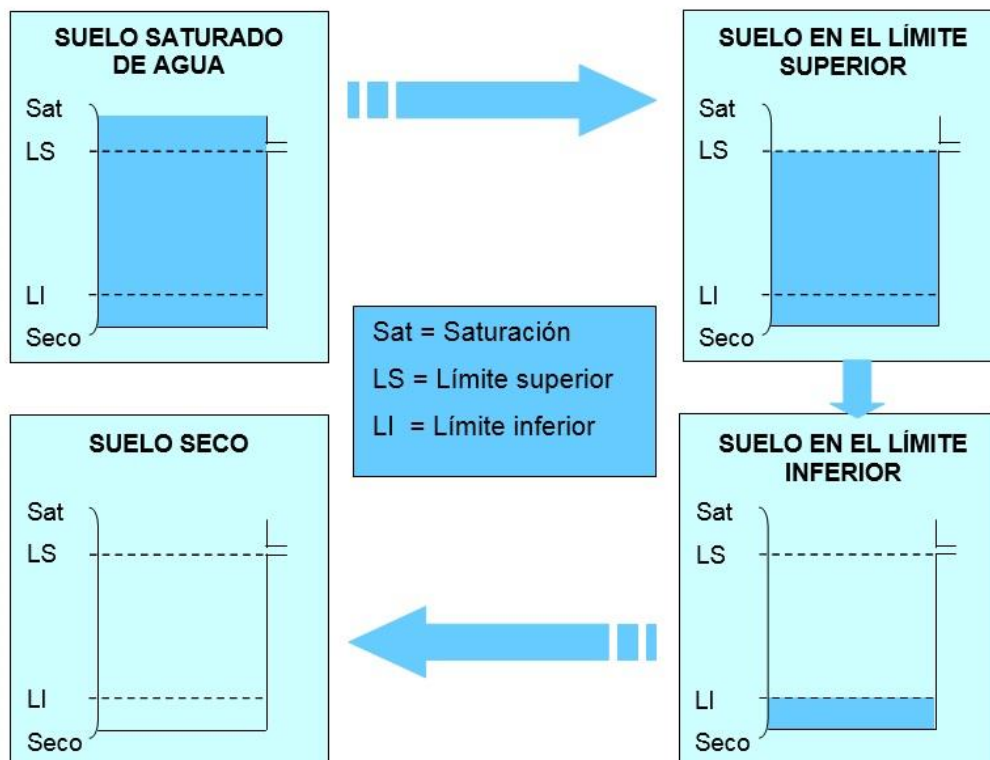 SUELO SATURADO
DE AGUA
Sat
LS
LI
Seco
SUELO EN EL LÍMITE
SUPERIOR
Sat
LS
LI
Seco
Sat = Saturación
LS = Límite superior
LI = Límite inferior
SUELO SECO
Sat
LS
LI
Seco
SUELO EN EL LÍMITE
INFERIOR
Sat
LS
LI
Seco